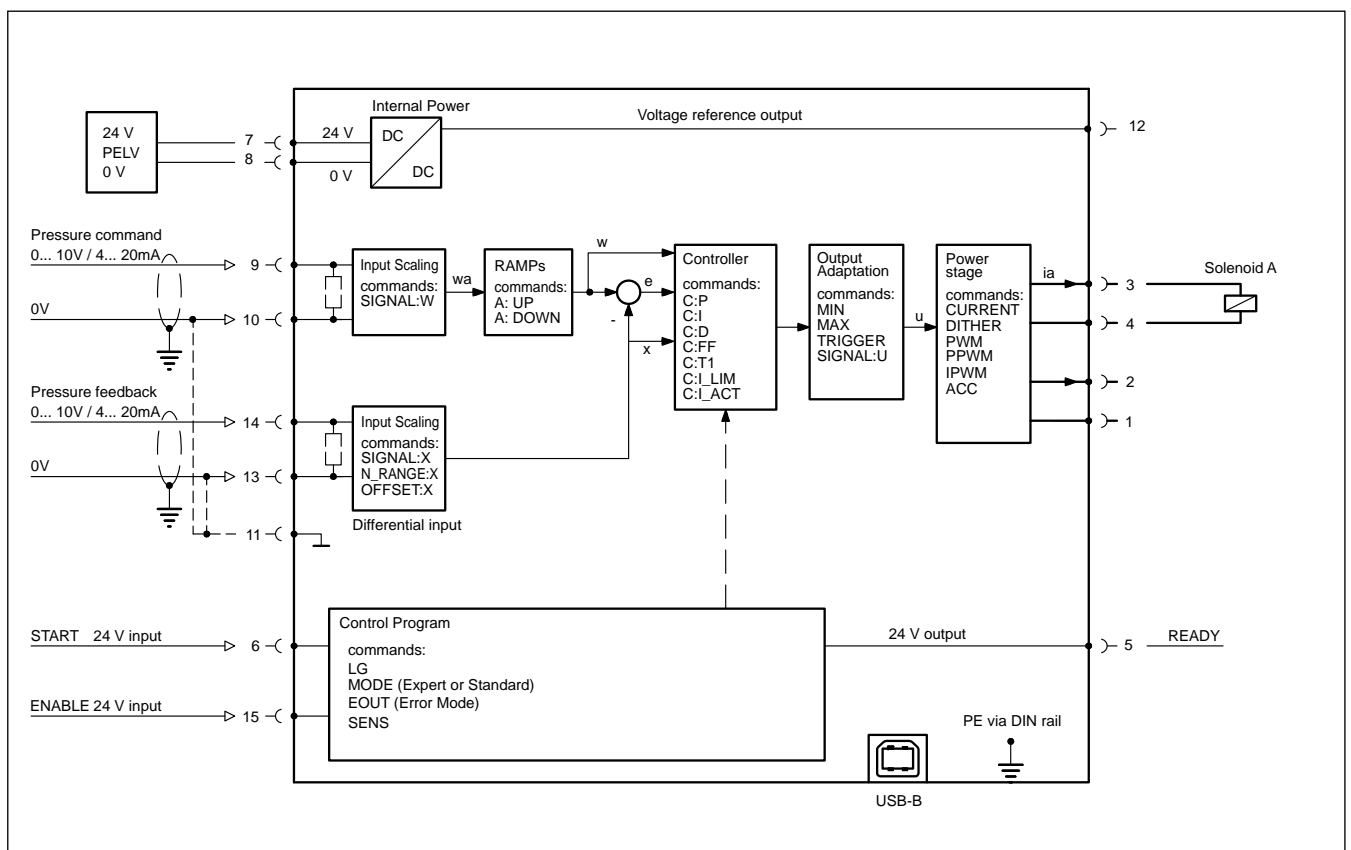 Internal Power
Voltage reference output
24 V
PELV
0 V
7
8
24 V
0 V
DC
DC
12
Pressure command
0... 10V / 4... 20mA
9
0V
10
Input Scaling
commands:
SIGNAL:W
wa
RAMPs
commands:
A: UP
A: DOWN
w
e
-
x
Controller
commands:
C:P
C:I
C:D
C:FF
C:T1
C:I_LIM
C:I_ACT
Output
Adaptation
commands:
MIN
MAX
TRIGGER
SIGNAL:U
u
Power
stage
commands:
CURRENT
DITHER
PWM
PPWM
IPWM
ACC
ia
3
4
2
1
Solenoid A
Pressure feedback
0... 10V / 4... 20mA
14
0V
13
11
Input Scaling
commands:
SIGNAL:X
N_RANGE:X
OFFSET:X
Differential input
START 24 V input
6
ENABLE 24 V input
15
Control Program
commands:
LG
MODE (Expert or Standard)
EOUT (Error Mode)
SENS
24 V output
5
READY
PE via DIN rail
USB-B